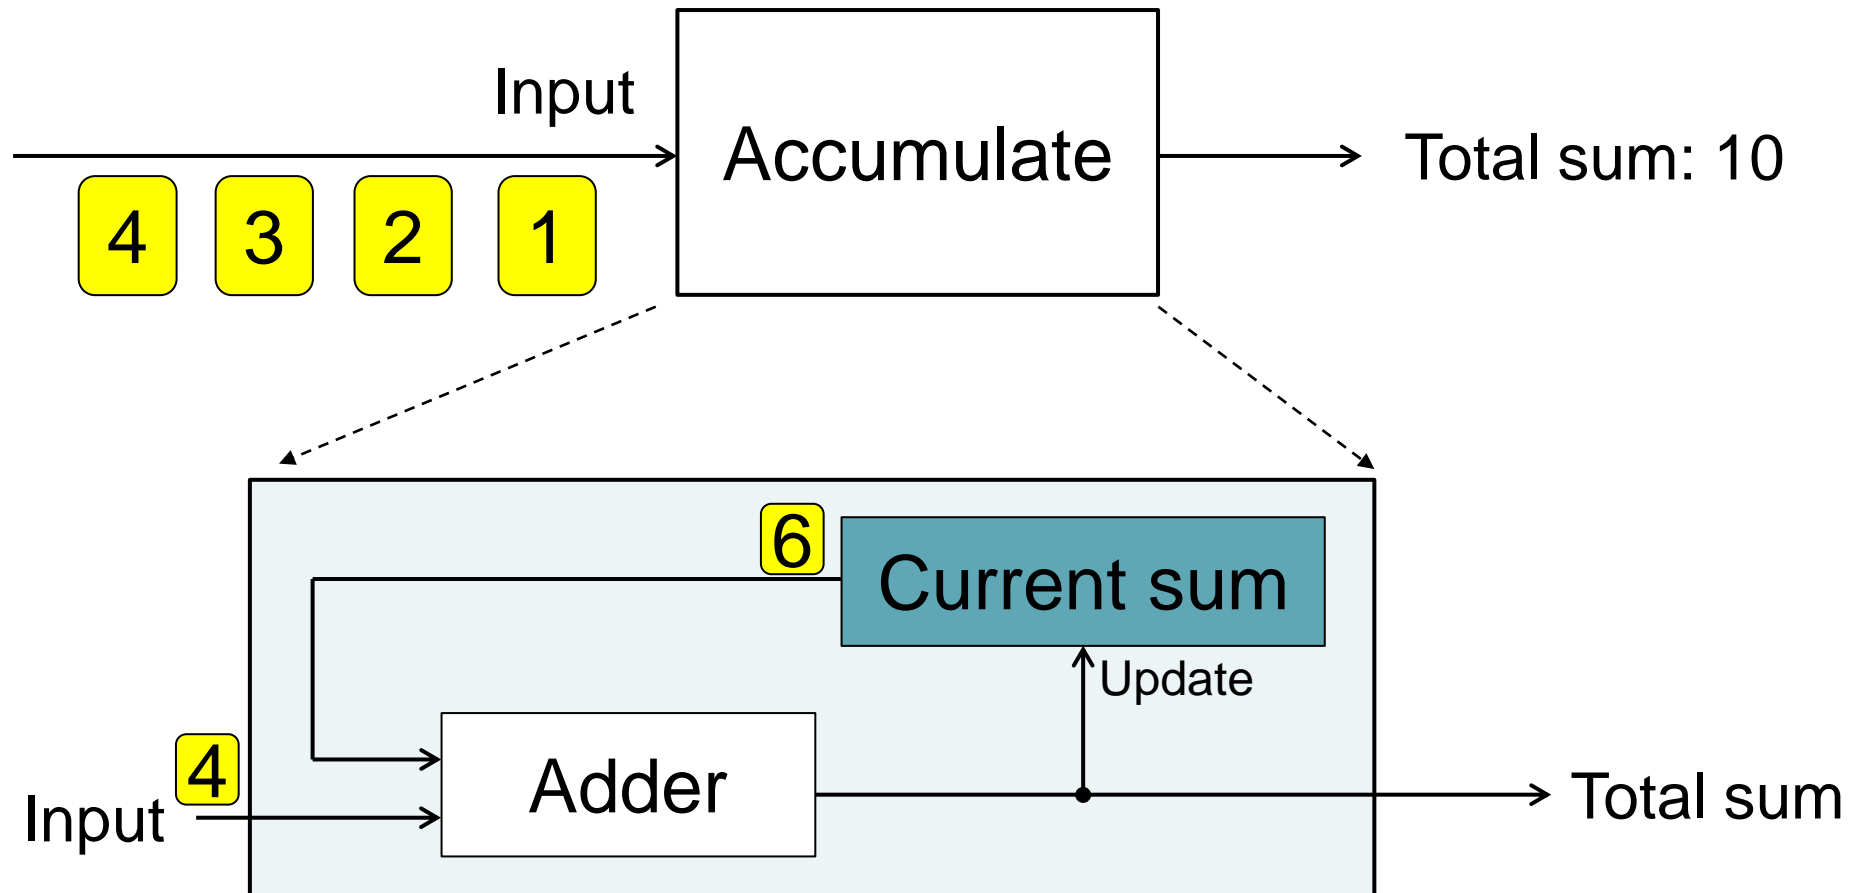 Input
Accumulate
Total sum: 10
4 3 2 1
6
Current sum
Update
4
Adder
Input
Total sum